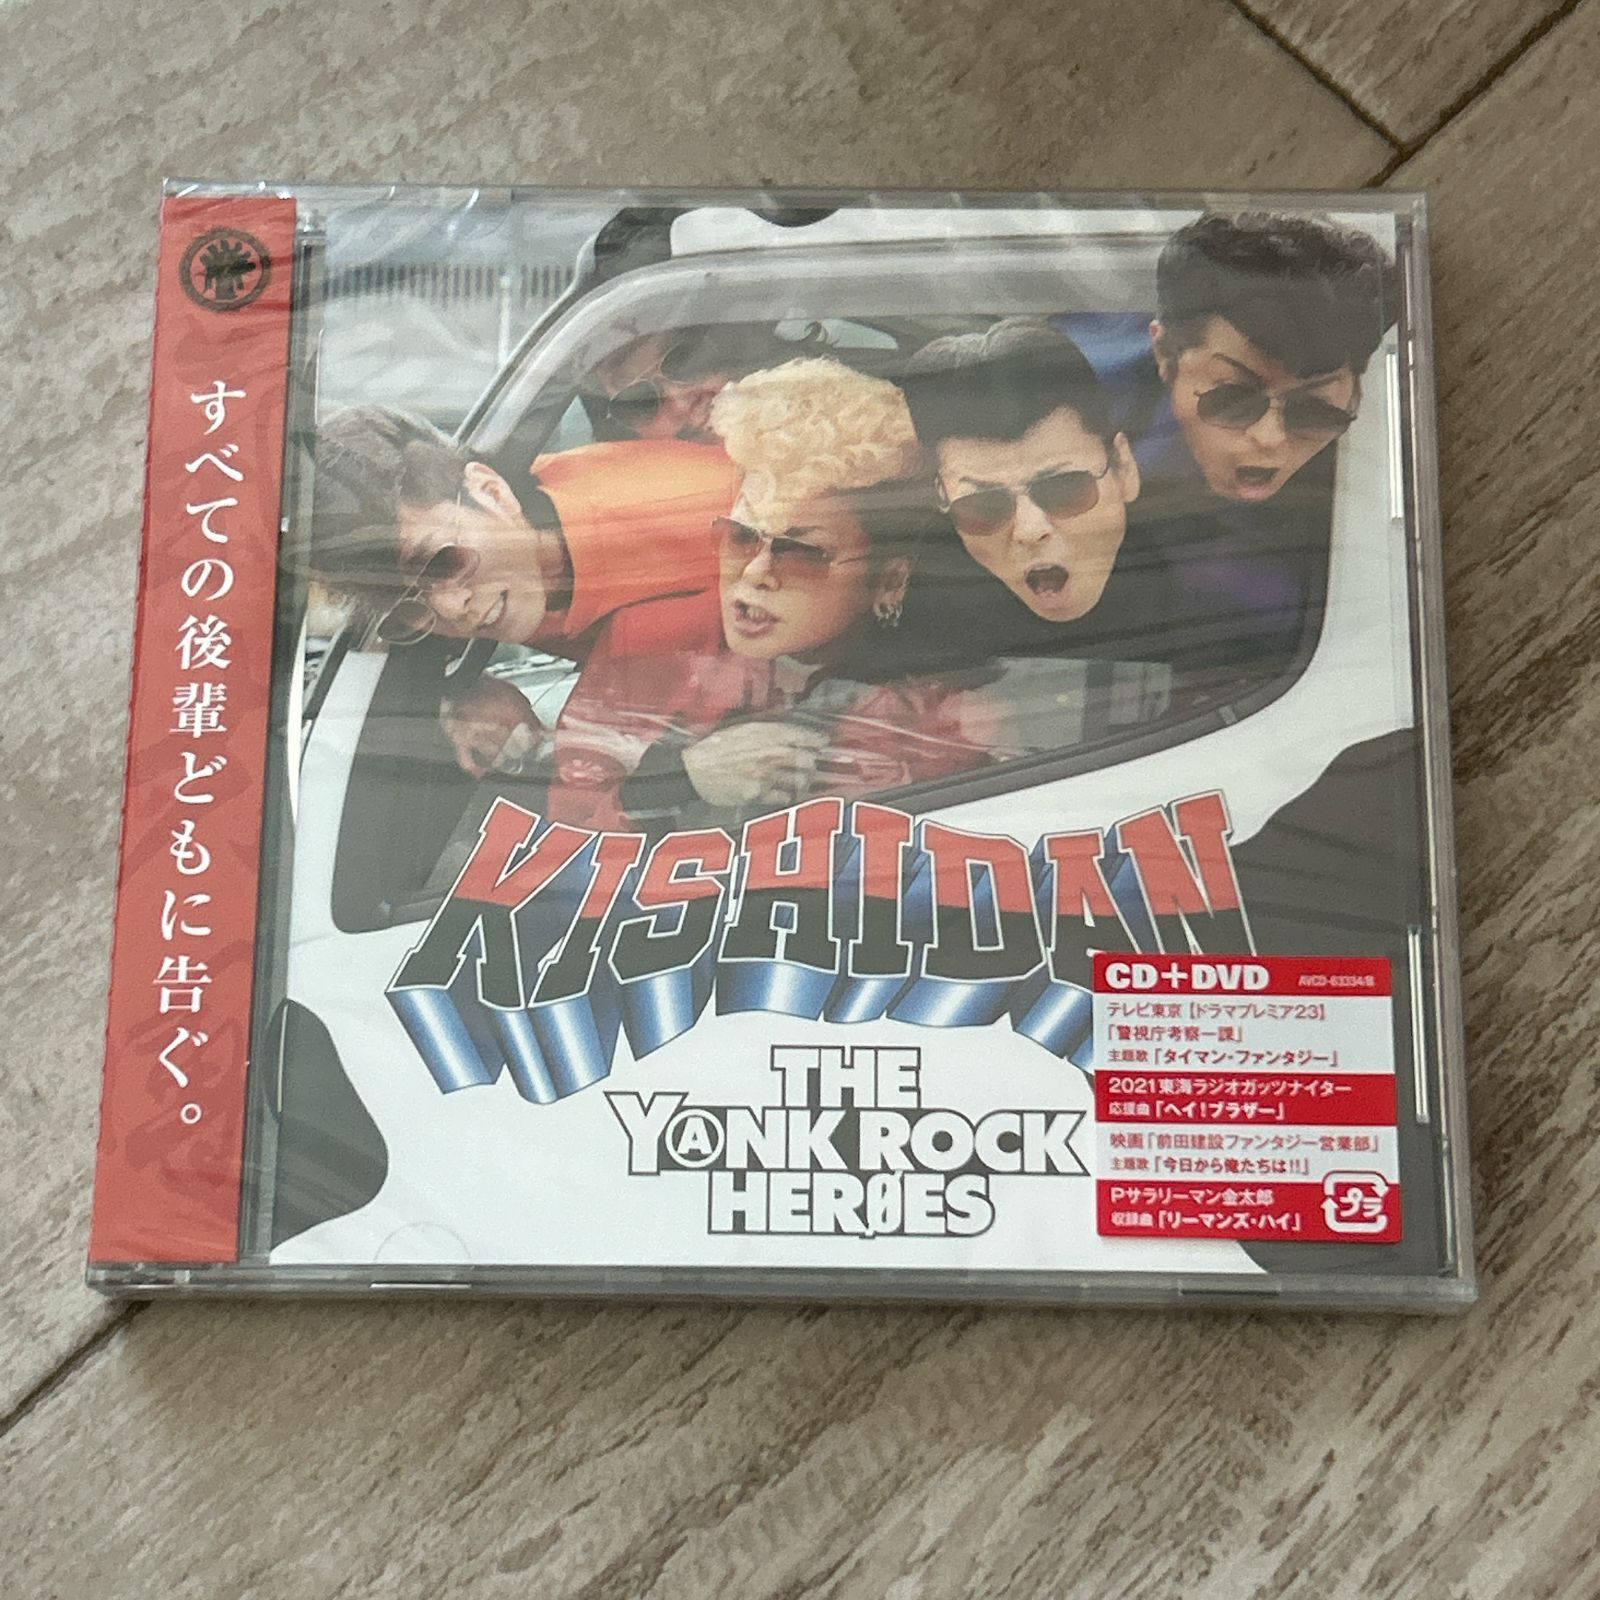 すべての後輩どもに告ぐ。
KISHIDAN
THE
YANK ROCK
HERØES
CD+DVD AVCD-63334/B
テレビ東京【ドラマプレミア23】
「警視庁考察一課」
主題歌「タイマン・ファンタジー」
2021東海ラジオガッツナイター
応援曲「ヘイ!ブラザー」
映画「前田建設ファンタジー営業部」
主題歌「今日から俺たちは!!」
Pサラリーマン金太郎
収録曲「リーマンズ・ハイ」
プラ